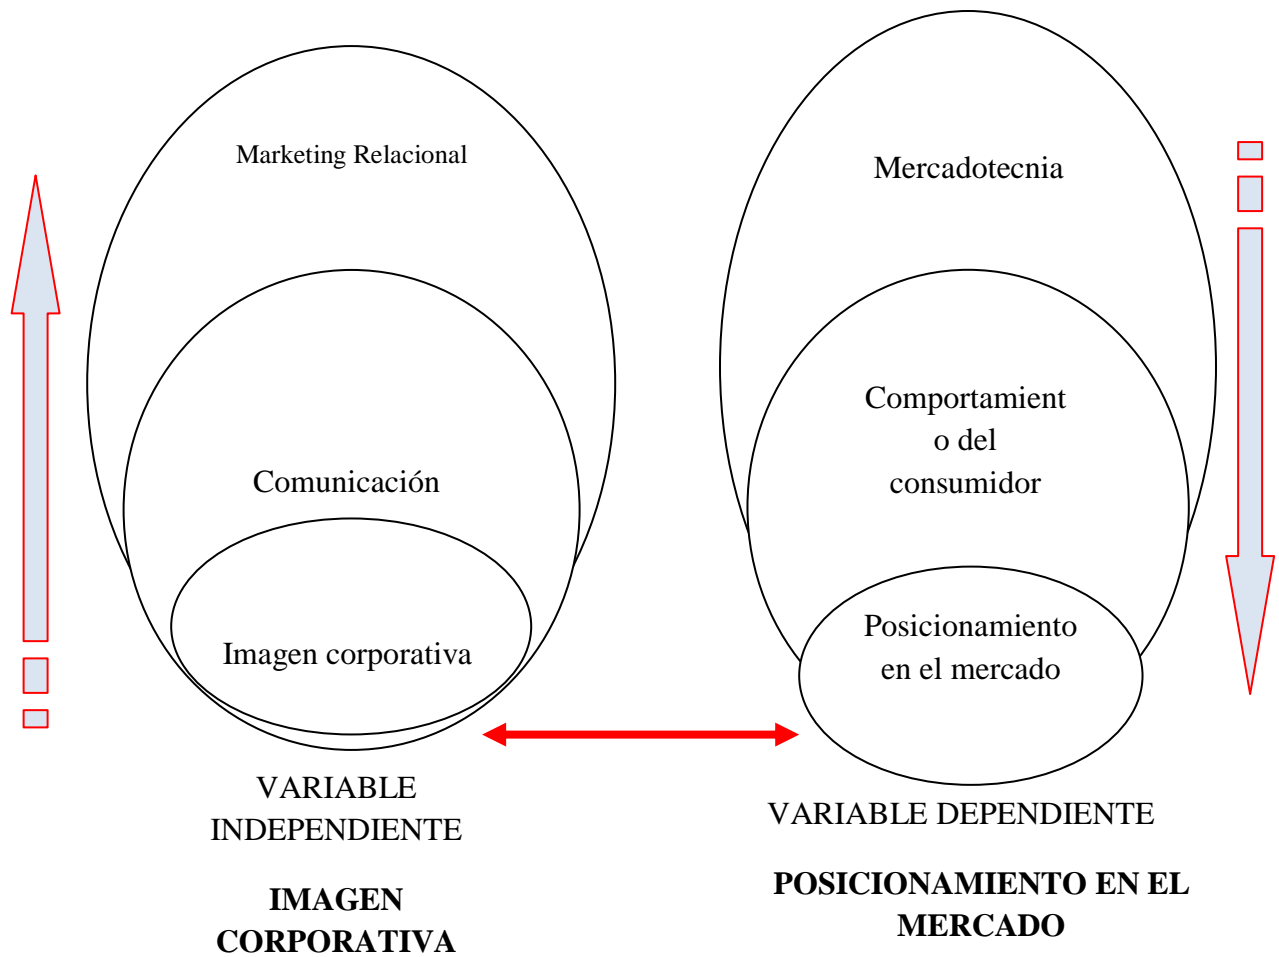 Marketing Relacional
Comunicación
Imagen corporativa
VARIABLE
INDEPENDIENTE
IMAGEN
CORPORATIVA
Mercadotecnia
Comportamient
o del
consumidor
Posicionamiento
en el mercado
VARIABLE DEPENDIENTE
POSICIONAMIENTO EN EL
MERCADO